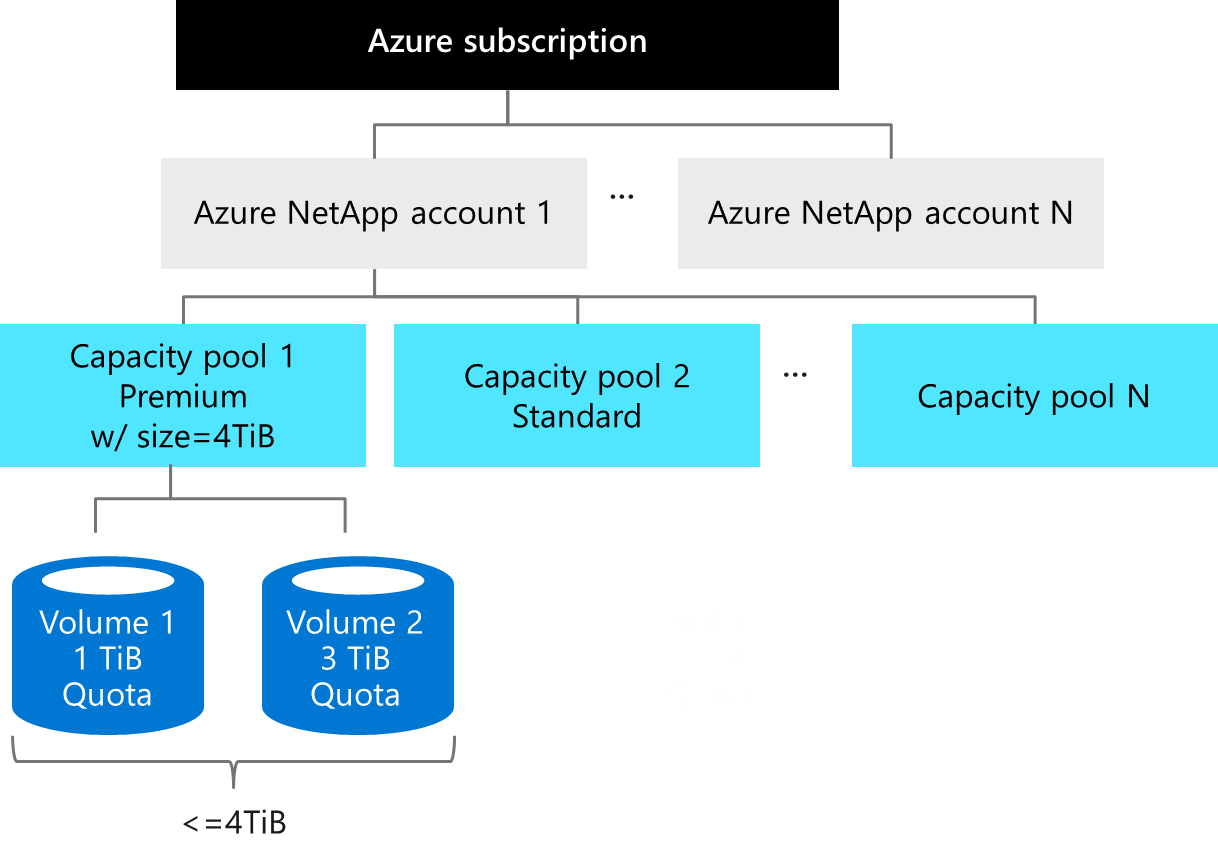 Azure subscription
Azure NetApp account 1
...
Azure NetApp account N
Capacity pool 1
Premium
w/ size=4TiB
Capacity pool 2
Standard
...
Capacity pool N
Volume 1
1 TiB
Quota
Volume 2
3 TiB
Quota
<=4TiB